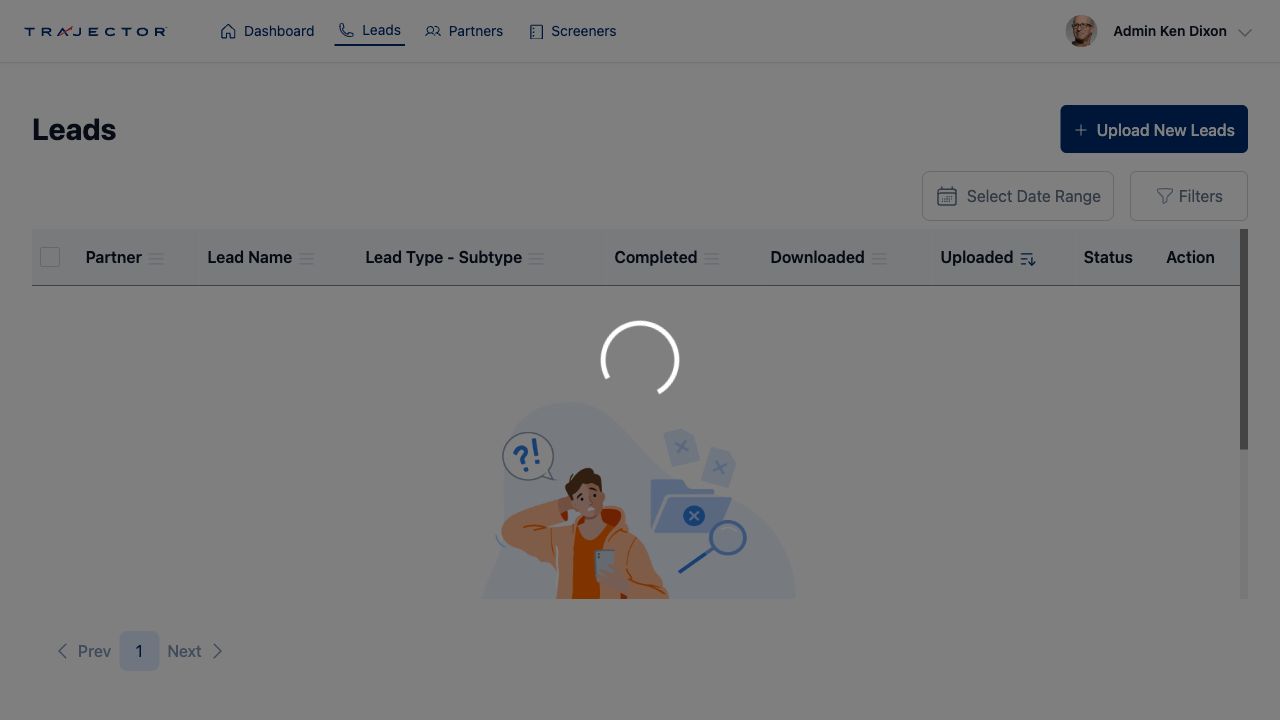 TRAJECTOR
Dashboard
Leads
Partners
Screeners
Admin Ken Dixon
Leads
+ Upload New Leads
Select Date Range
Filters
Partner
Lead Name
Lead Type - Subtype
Completed
Downloaded
Uploaded
Status
Action
?!
Prev
1
Next